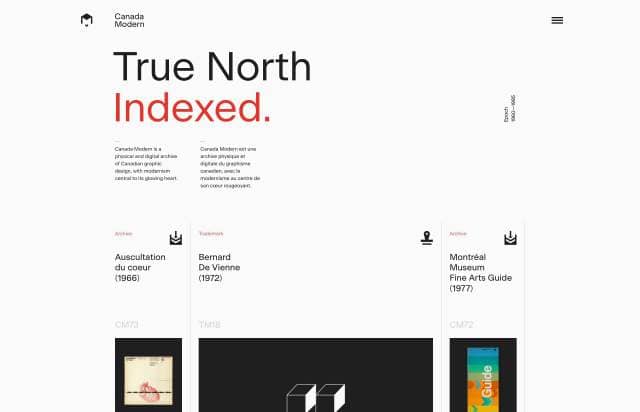 Canada
Modern
True North
Indexed.
Epoch
1960—1985
Canada Modern is a
physical and digital archive
of Canadian graphic
design, with modernism
central to its glowing heart.
Canada Modern est une
archive physique et
digitale du graphisme
canadien, avec le
modernisme au centre de
son cœur rougeoyant.
Archive
Auscultation
du coeur
(1966)
CM73
Trademark
Bernard
De Vienne
(1972)
TM18
Archive
Montréal
Museum
Fine Arts Guide
(1977)
CM72
Guide